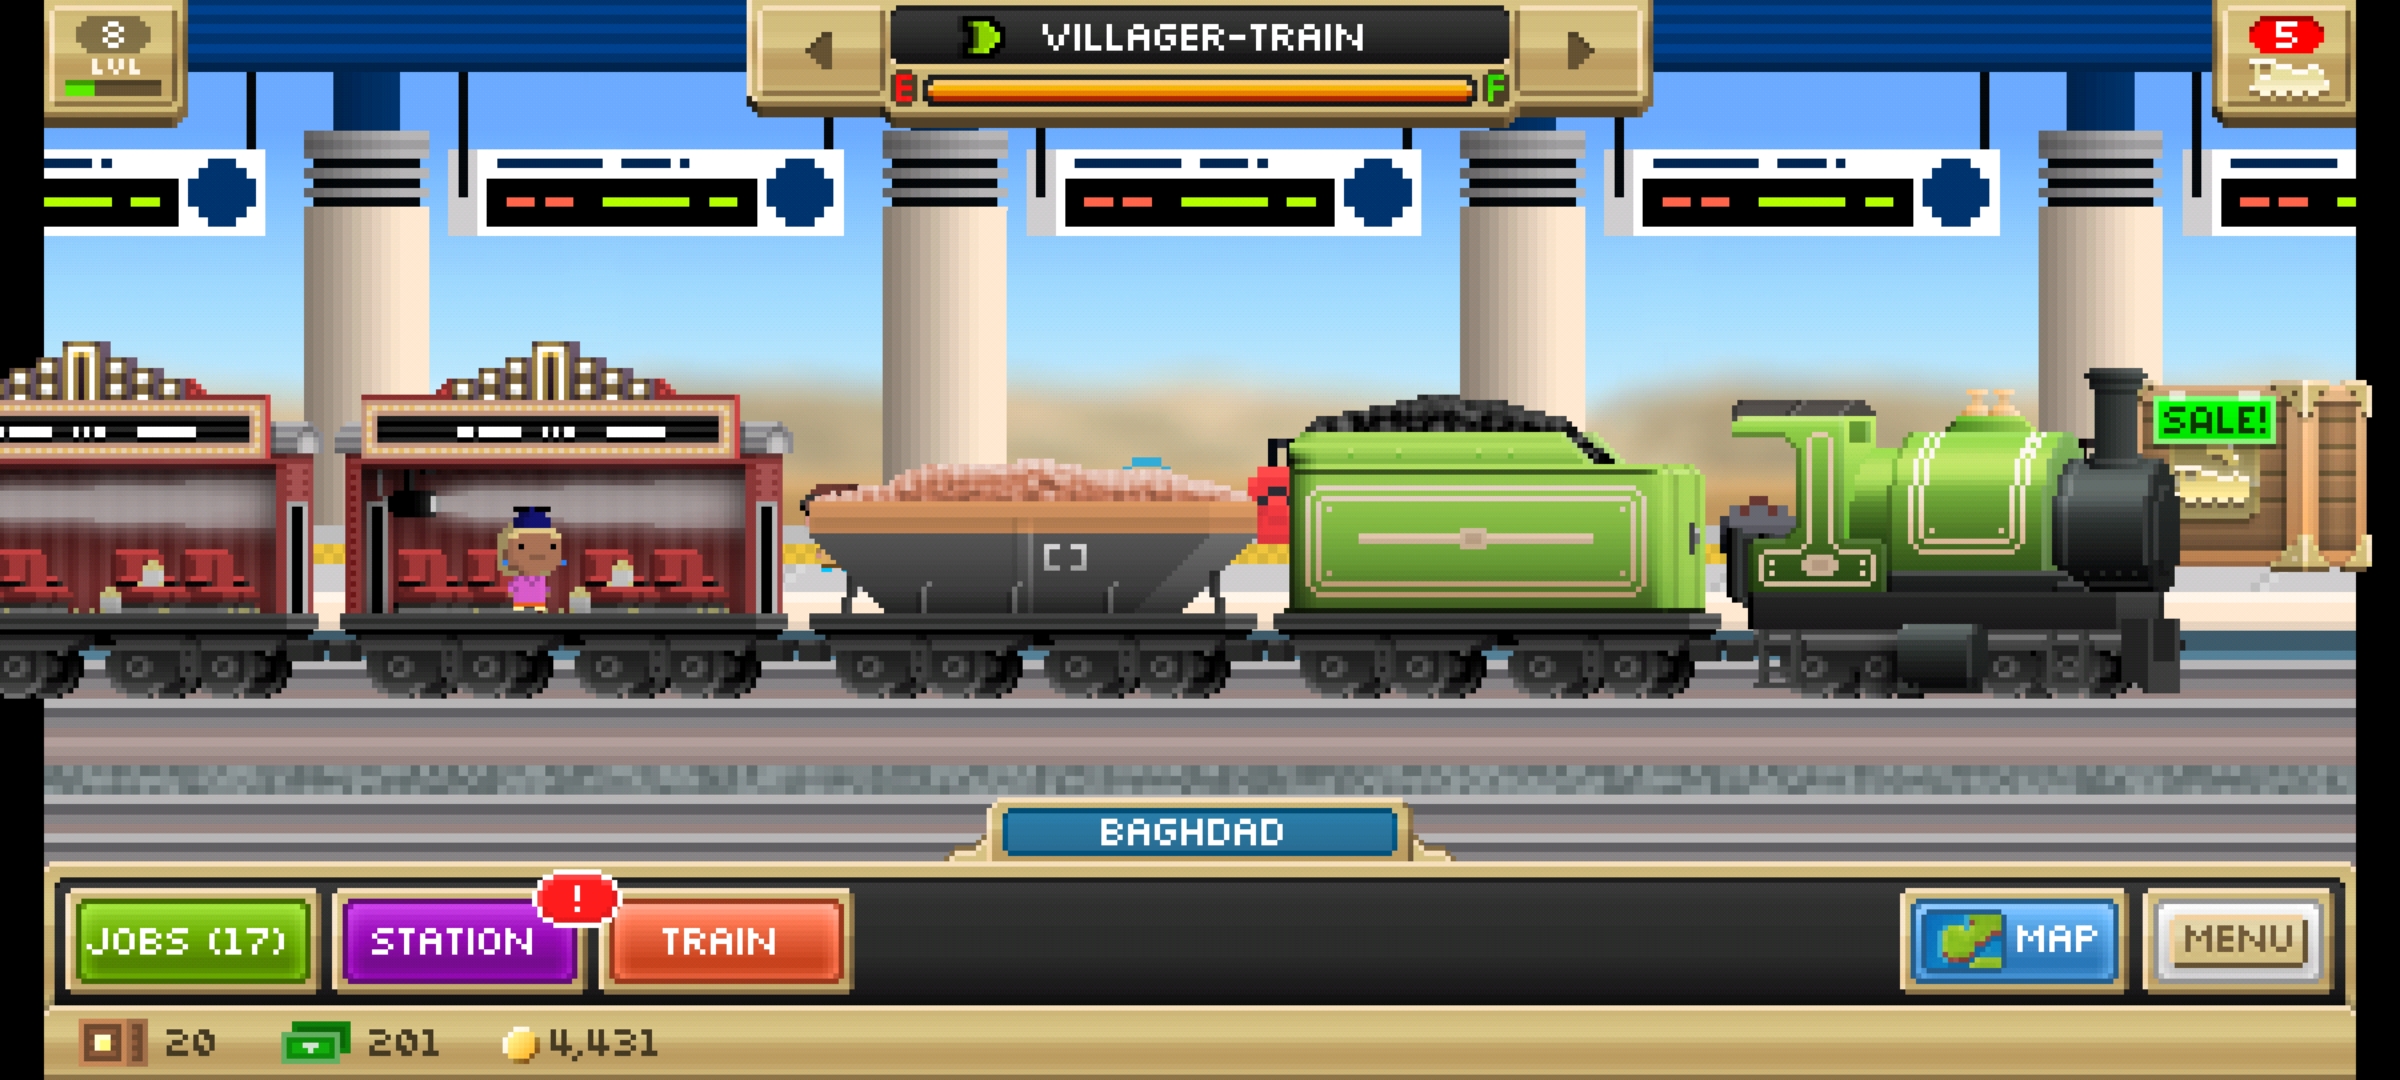 8
LVL
VILLAGER-TRAIN
E F
5
SALE!
BAGHDAD
JOBS (17)
STATION
!
TRAIN
MAP
MENU
20
201
4,431